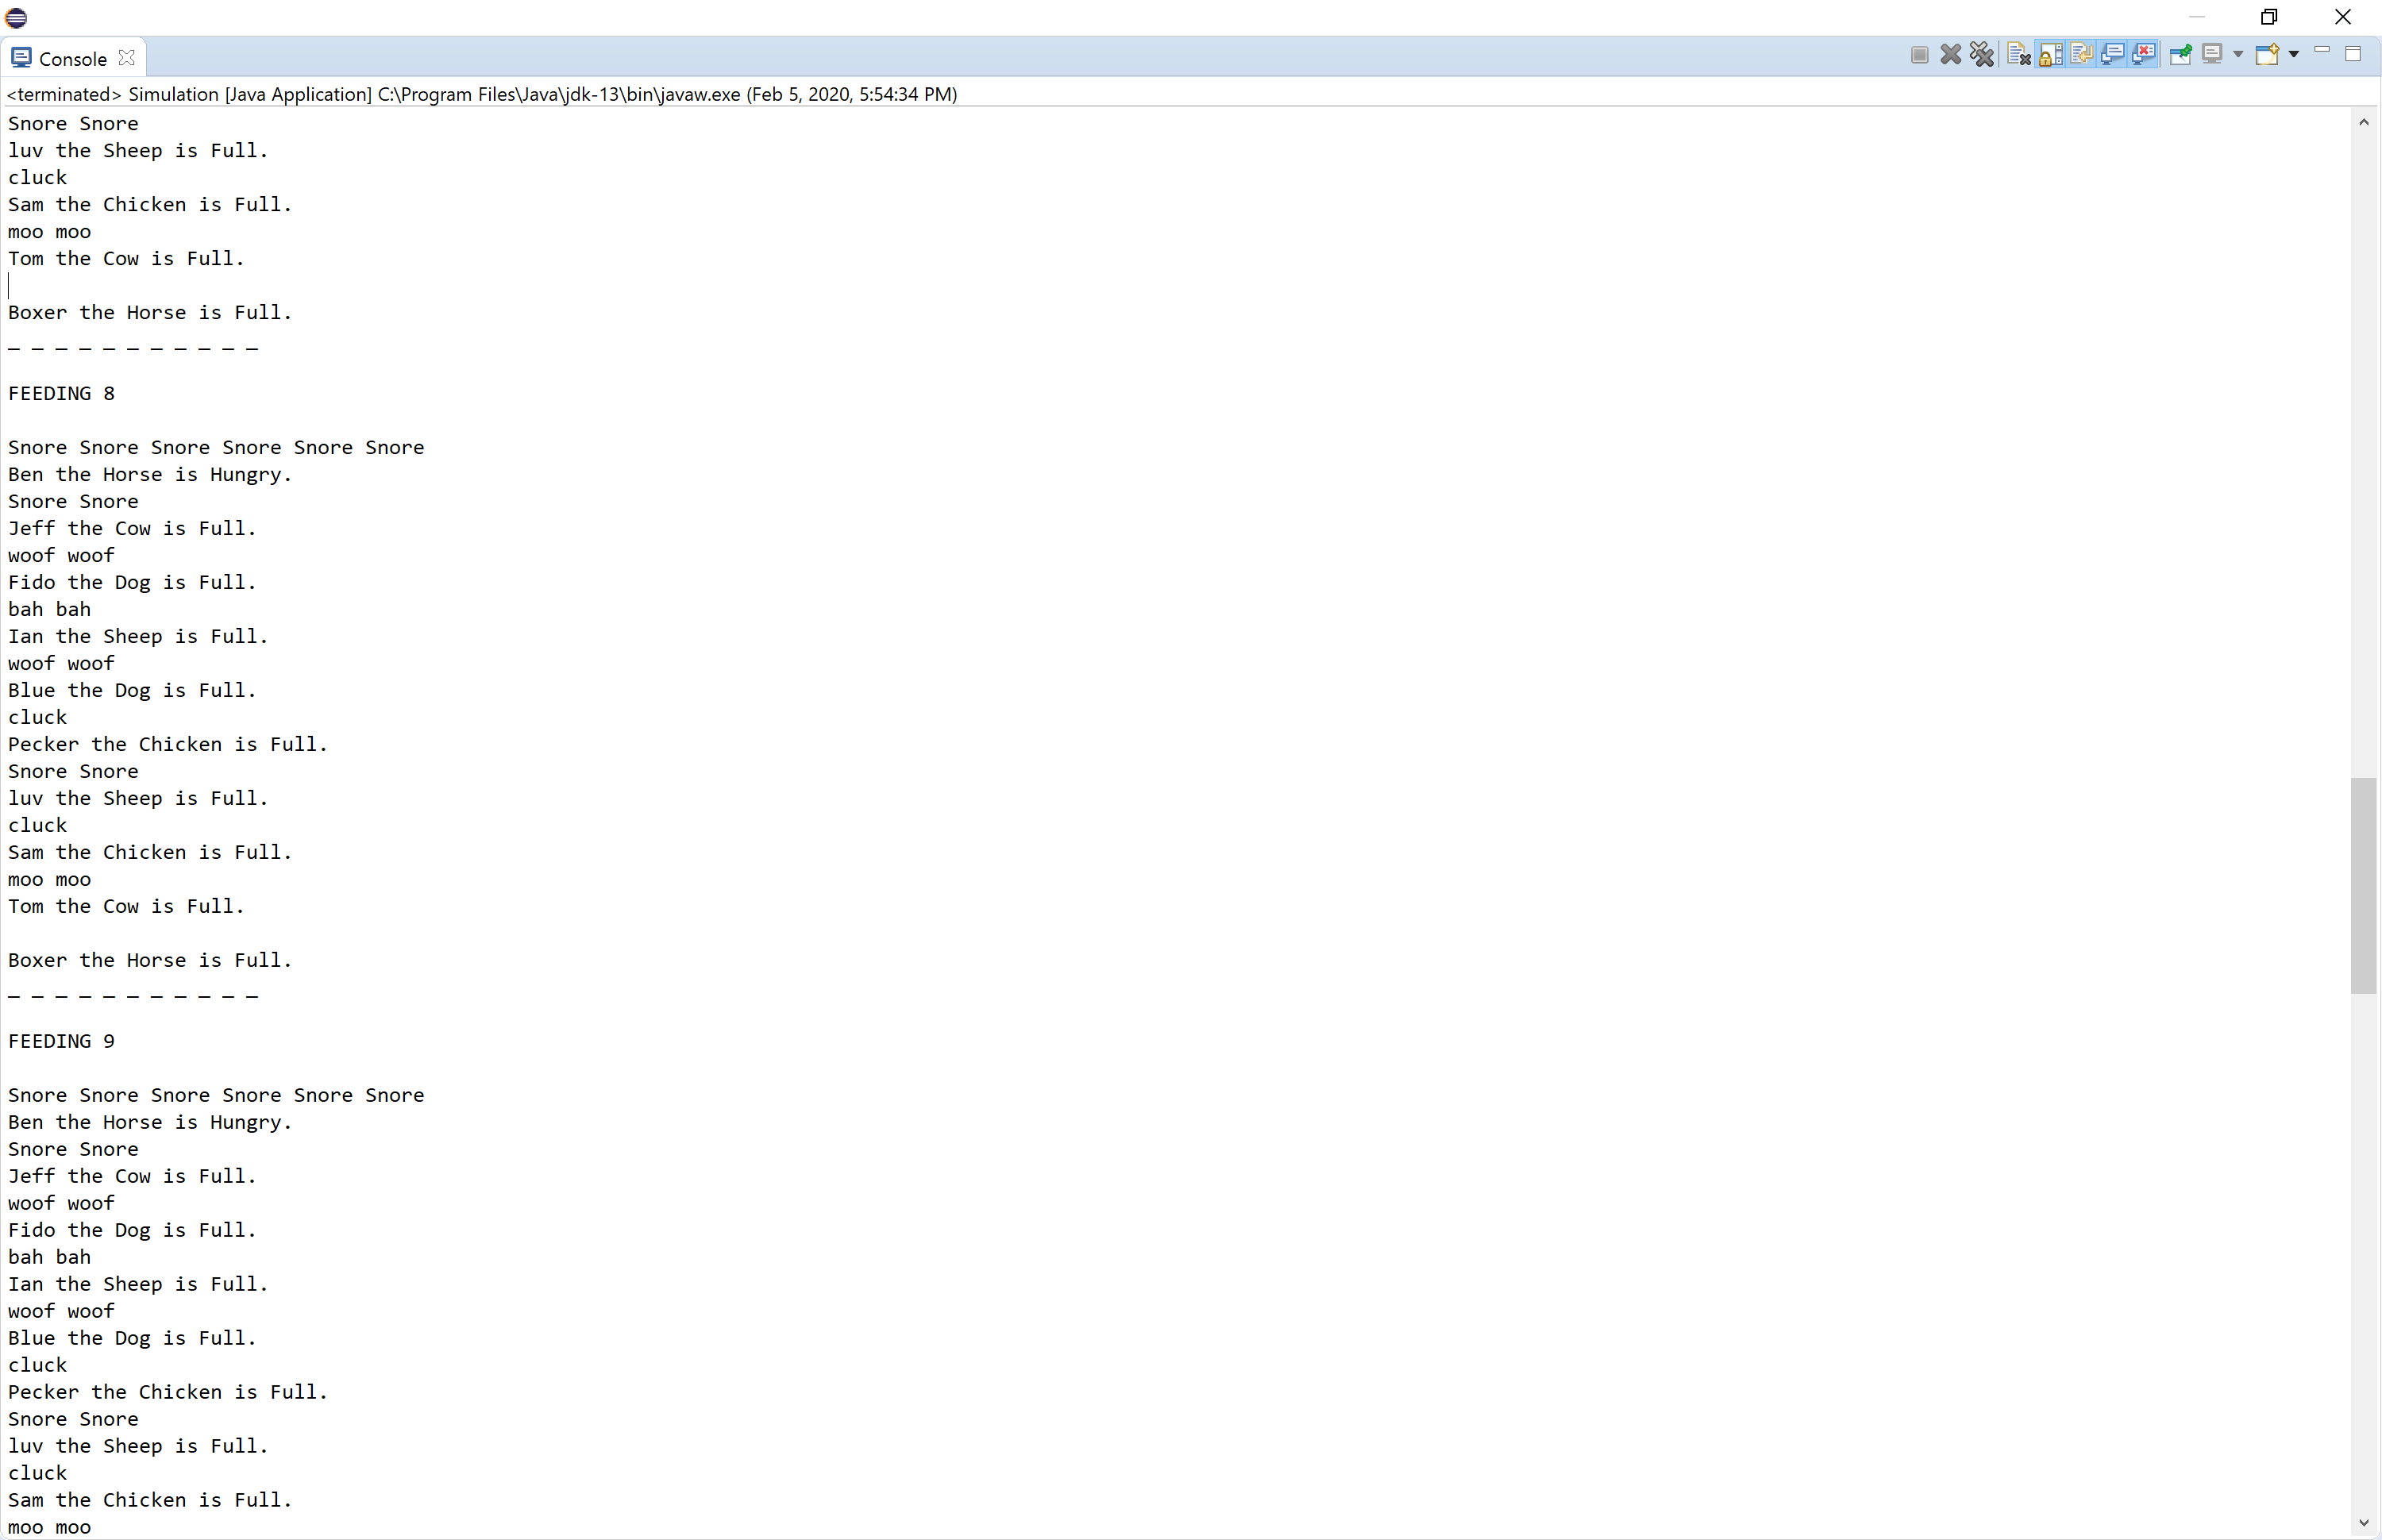 Console
<terminated> Simulation [Java Application] C:\Program Files\Java\jdk-13\bin\javaw.exe (Feb 5, 2020, 5:54:34 PM)
Snore Snore
luv the Sheep is Full.
cluck
Sam the Chicken is Full.
moo moo
Tom the Cow is Full.
Boxer the Horse is Full.
_ _ _ _ _ _ _ _ _ _ _
FEEDING 8
Snore Snore Snore Snore Snore Snore
Ben the Horse is Hungry.
Snore Snore
Jeff the Cow is Full.
woof woof
Fido the Dog is Full.
bah bah
Ian the Sheep is Full.
woof woof
Blue the Dog is Full.
cluck
Pecker the Chicken is Full.
Snore Snore
luv the Sheep is Full.
cluck
Sam the Chicken is Full.
moo moo
Tom the Cow is Full.
Boxer the Horse is Full.
_ _ _ _ _ _ _ _ _ _ _
FEEDING 9
Snore Snore Snore Snore Snore Snore
Ben the Horse is Hungry.
Snore Snore
Jeff the Cow is Full.
woof woof
Fido the Dog is Full.
bah bah
Ian the Sheep is Full.
woof woof
Blue the Dog is Full.
cluck
Pecker the Chicken is Full.
Snore Snore
luv the Sheep is Full.
cluck
Sam the Chicken is Full.
moo moo